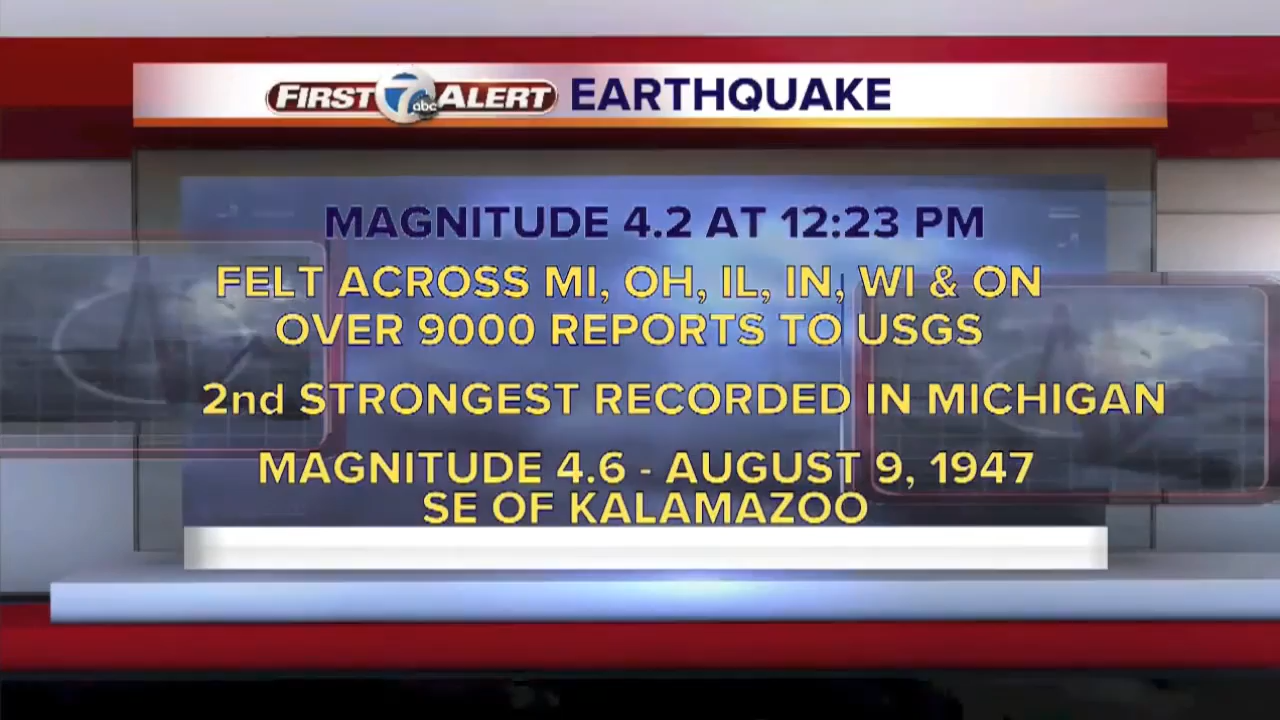 FIRST 7 abc ALERT EARTHQUAKE
MAGNITUDE 4.2 AT 12:23 PM
FELT ACROSS MI, OH, IL, IN, WI & ON
OVER 9000 REPORTS TO USGS
2nd STRONGEST RECORDED IN MICHIGAN
MAGNITUDE 4.6 - AUGUST 9, 1947
SE OF KALAMAZOO